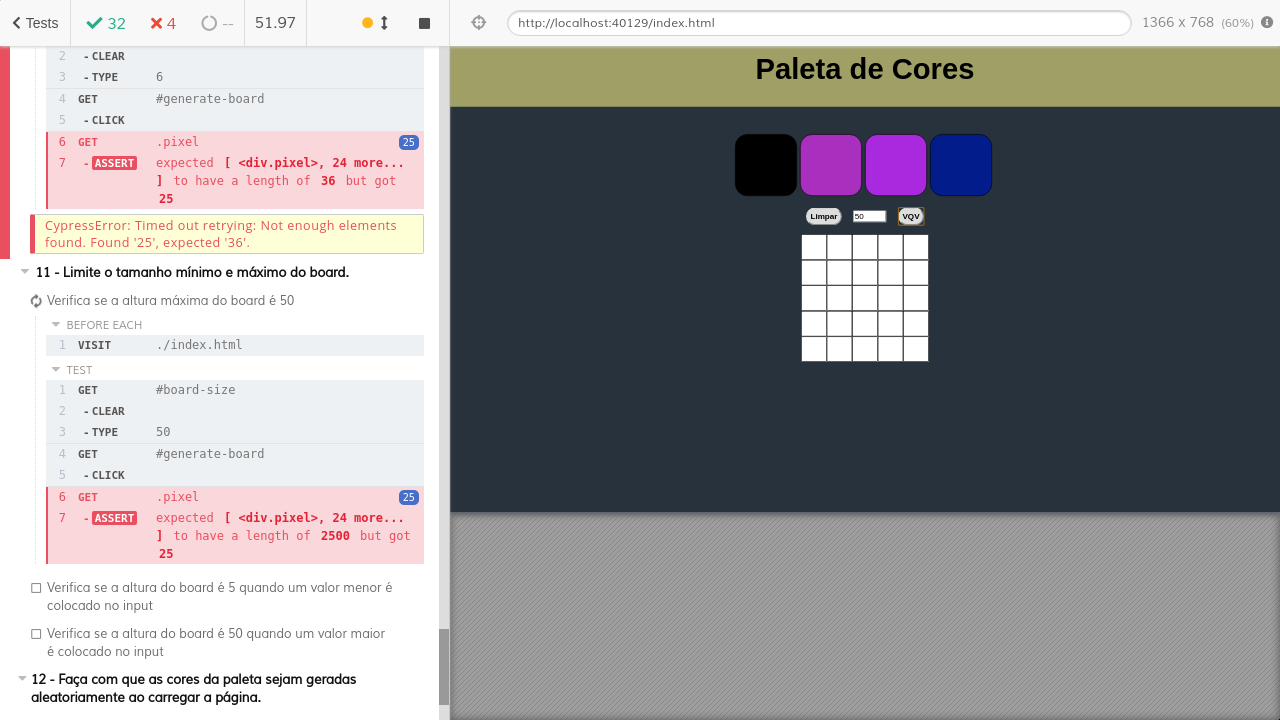 Tests
32
4
--
51.97
http://localhost:40129/index.html
1366 x 768 (60%)
2 - CLEAR
3 - TYPE 6
4 GET #generate-board
5 - CLICK
6 GET .pixel 25
7 - ASSERT expected [ <div.pixel>, 24 more...
] to have a length of 36 but got
25
CypressError: Timed out retrying: Not enough elements
found. Found '25', expected '36'.
11 - Limite o tamanho mínimo e máximo do board.
Verifica se a altura máxima do board é 50
BEFORE EACH
1 VISIT ./index.html
TEST
1 GET #board-size
2 - CLEAR
3 - TYPE 50
4 GET #generate-board
5 - CLICK
6 GET .pixel 25
7 - ASSERT expected [ <div.pixel>, 24 more...
] to have a length of 2500 but got
25
Verifica se a altura do board é 5 quando um valor menor é
colocado no input
Verifica se a altura do board é 50 quando um valor maior
é colocado no input
12 - Faça com que as cores da paleta sejam geradas
aleatoriamente ao carregar a página.
Paleta de Cores
Limpar
50
VQV